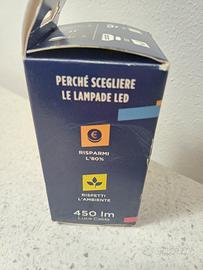 PERCHÉ SCEGLIERE
LE LAMPADE LED
RISPARMI
L'80%
RISPETTI
L'AMBIENTE
450 lm
Luce Calda